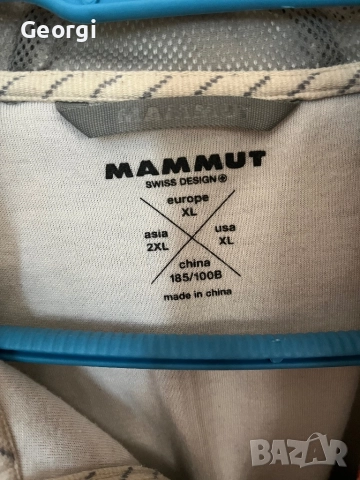 Georgi
MAMMUT
MAMMUT
SWISS DESIGN
europe
XL
asia
2XL
usa
XL
china
185/100B
made in china
BAZAR